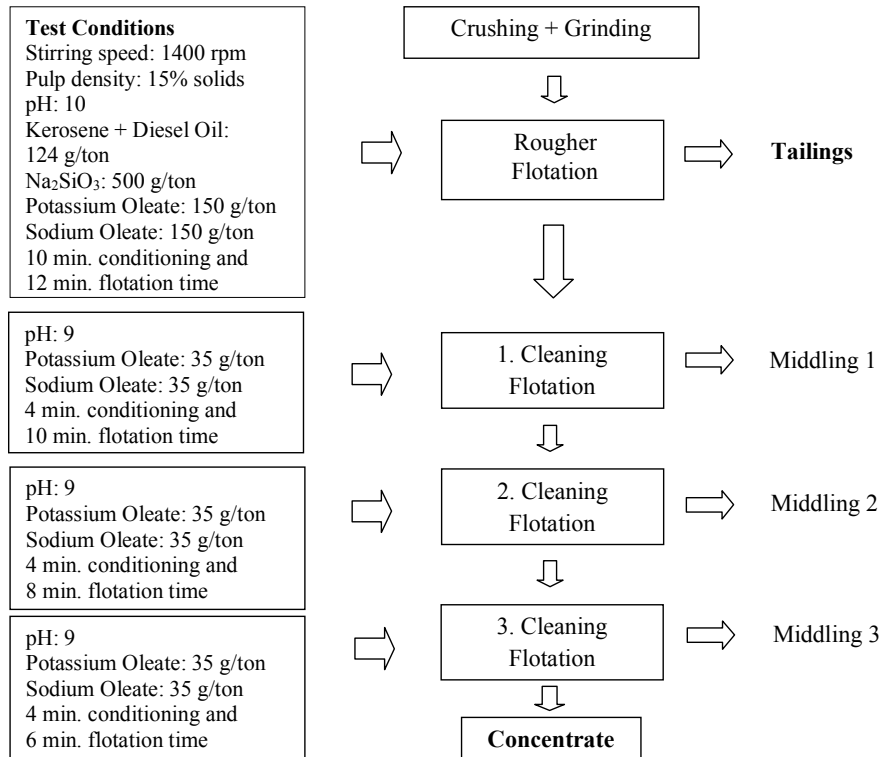 Test Conditions
Stirring speed: 1400 rpm
Pulp density: 15% solids
pH: 10
Kerosene + Diesel Oil:
124 g/ton
Na₂SiO₃: 500 g/ton
Potassium Oleate: 150 g/ton
Sodium Oleate: 150 g/ton
10 min. conditioning and
12 min. flotation time
Crushing + Grinding
Rougher
Flotation
Tailings
pH: 9
Potassium Oleate: 35 g/ton
Sodium Oleate: 35 g/ton
4 min. conditioning and
10 min. flotation time
1. Cleaning
Flotation
Middling 1
pH: 9
Potassium Oleate: 35 g/ton
Sodium Oleate: 35 g/ton
4 min. conditioning and
8 min. flotation time
2. Cleaning
Flotation
Middling 2
pH: 9
Potassium Oleate: 35 g/ton
Sodium Oleate: 35 g/ton
4 min. conditioning and
6 min. flotation time
3. Cleaning
Flotation
Middling 3
Concentrate